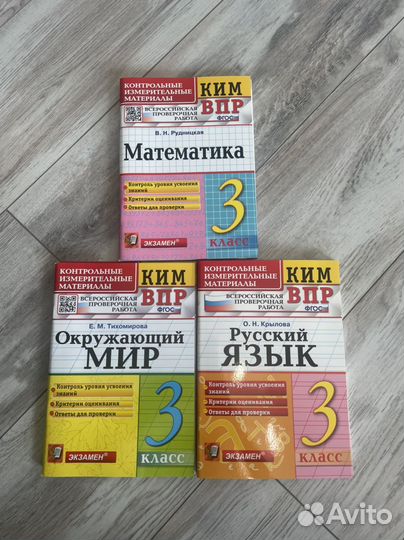 КОНТРОЛЬНЫЕ
ИЗМЕРИТЕЛЬНЫЕ
МАТЕРИАЛЫ
КИМ
ВСЕРОССИЙСКАЯ
ПРОВЕРОЧНАЯ
РАБОТА
ВПР
ФГОС
В. Н. Рудницкая
Математика
Контроль уровня усвоения
знаний
Критерии оценивания
Ответы для проверки
3
КЛАСС
ЭКЗАМЕН®
КОНТРОЛЬНЫЕ
ИЗМЕРИТЕЛЬНЫЕ
МАТЕРИАЛЫ
КИМ
ВСЕРОССИЙСКАЯ
ПРОВЕРОЧНАЯ
РАБОТА
ВПР
ФГОС
Е. М. Тихомирова
Окружающий
МИР
Контроль уровня усвоения
знаний
Критерии оценивания
Ответы для проверки
3
КЛАСС
ЭКЗАМЕН®
КОНТРОЛЬНЫЕ
ИЗМЕРИТЕЛЬНЫЕ
МАТЕРИАЛЫ
КИМ
ВСЕРОССИЙСКАЯ
ПРОВЕРОЧНАЯ
РАБОТА
ВПР
ФГОС
О. Н. Крылова
Русский
ЯЗЫК
Контроль уровня усвоения
знаний
Критерии оценивания
Ответы для проверки
3
КЛАСС
ЭКЗАМЕН®
Avito